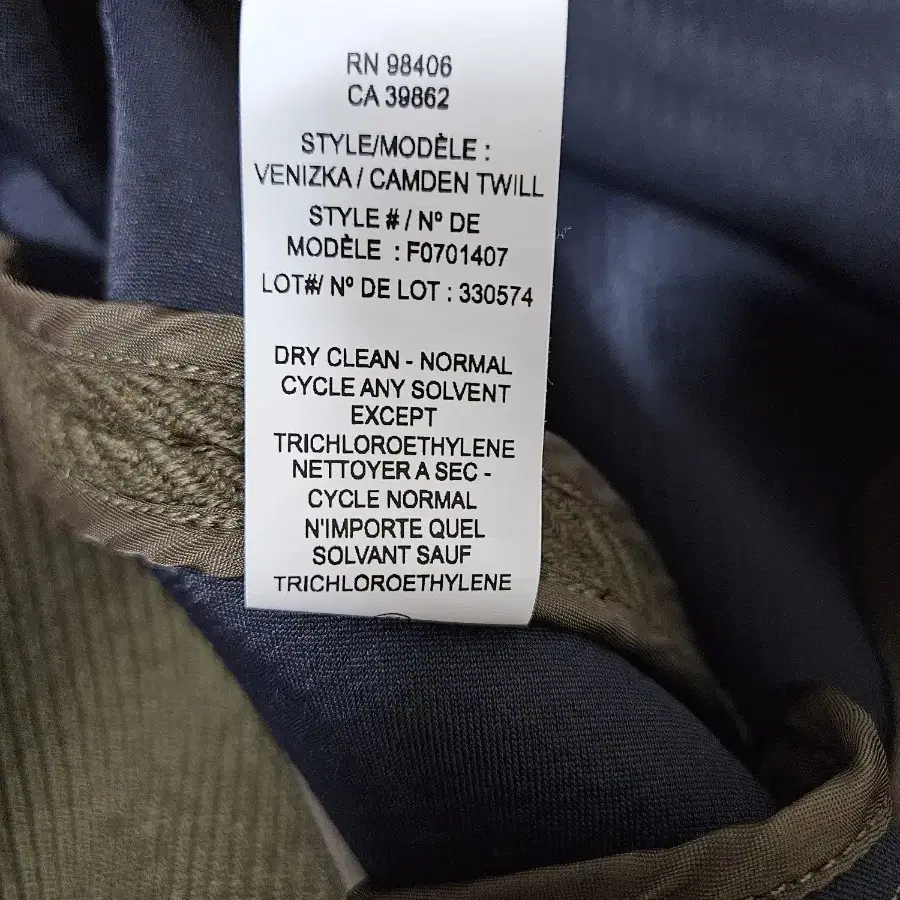 RN 98406
CA 39862
STYLE/MODÈLE :
VENIZKA / CAMDEN TWILL
STYLE # / Nº DE
MODÈLE : F0701407
LOT#/ Nº DE LOT : 330574
DRY CLEAN - NORMAL
CYCLE ANY SOLVENT
EXCEPT
TRICHLOROETHYLENE
NETTOYER A SEC -
CYCLE NORMAL
N'IMPORTE QUEL
SOLVANT SAUF
TRICHLOROETHYLENE